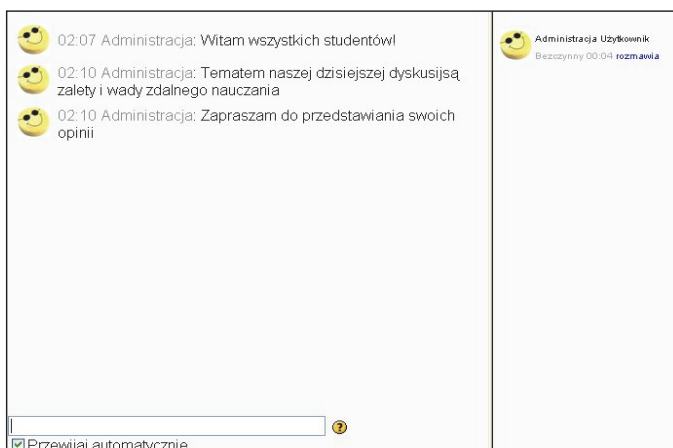 02:07 Administracja: Witam wszystkich studentów!
02:10 Administracja: Tematem naszej dzisiejszej dyskusijsą
zalety i wady zdalnego nauczania
02:10 Administracja: Zapraszam do przedstawiania swoich
opinii
Przewijaj automatycznie
Administracja Użytkownik
Bezczynny 00:04 rozmawia